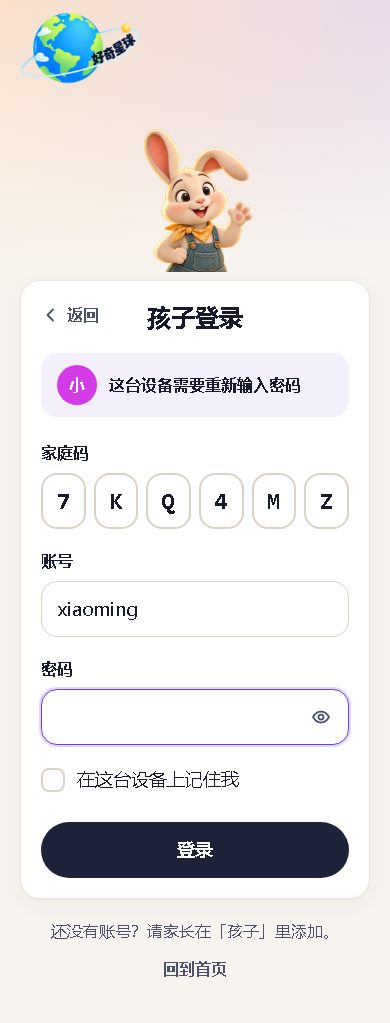 好奇星球
返回
孩子登录
小
这台设备需要重新输入密码
家庭码
7 K Q 4 M Z
账号
xiaoming
密码
在这台设备上记住我
登录
还没有账号？请家长在「孩子」里添加。
回到首页